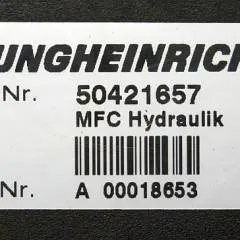 UNGHEINRICH
Nr. 50421657
MFC Hydraulik
Nr. A 00018653